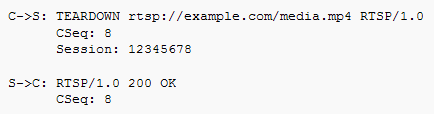 C->S: TEARDOWN rtsp://example.com/media.mp4 RTSP/1.0
CSeq: 8
Session: 12345678
S->C: RTSP/1.0 200 OK
CSeq: 8